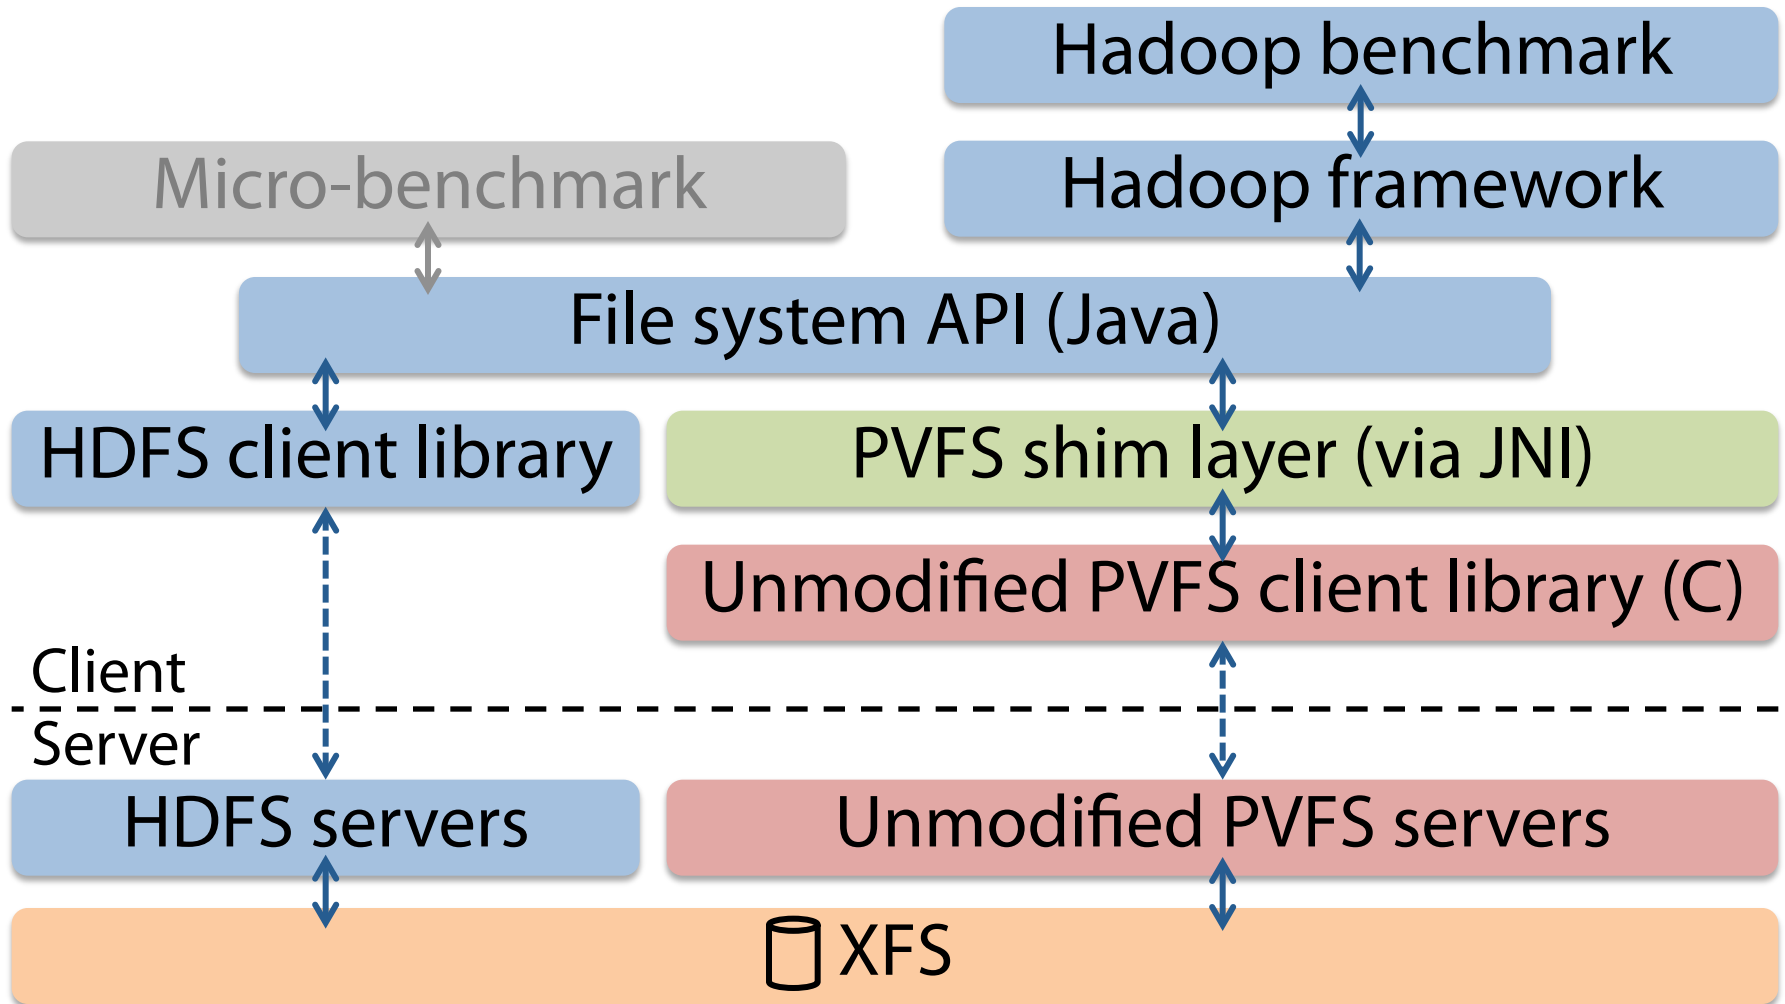 Hadoop benchmark
Micro-benchmark
Hadoop framework
File system API (Java)
HDFS client library
PVFS shim layer (via JNI)
Unmodified PVFS client library (C)
Client
Server
HDFS servers
Unmodified PVFS servers
XFS